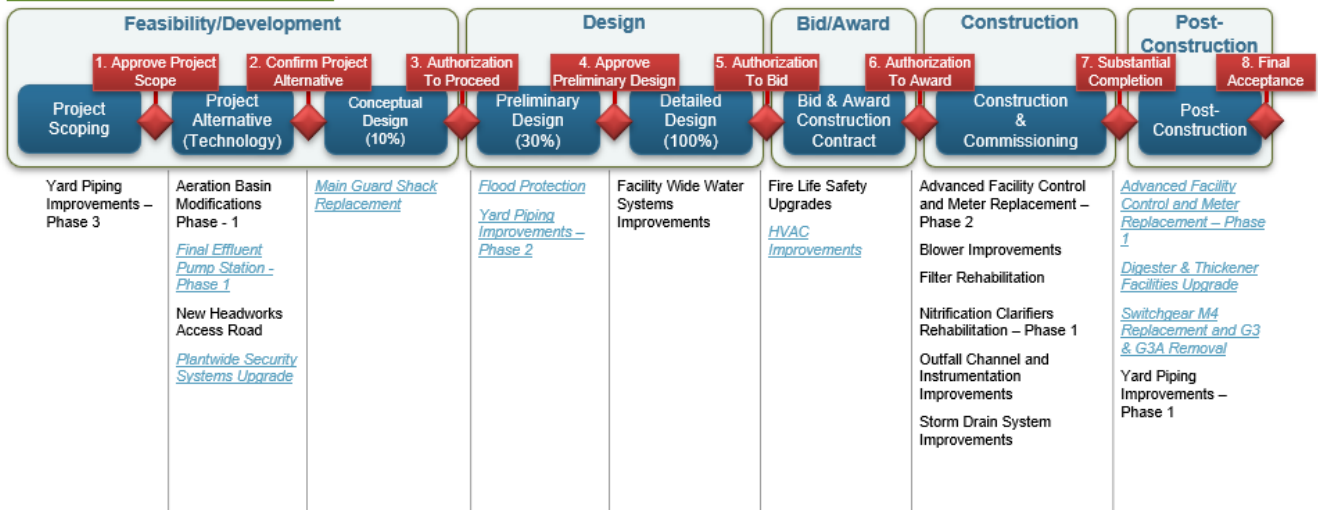 Feasibility/Development
Design
Bid/Award
Construction
Post-
Construction
1. Approve Project
Scope
2. Confirm Project
Alternative
3. Authorization
To Proceed
4. Approve
Preliminary Design
5. Authorization
To Bid
6. Authorization
To Award
7. Substantial
Completion
8. Final
Acceptance
Project
Scoping
Project
Alternative
(Technology)
Conceptual
Design
(10%)
Preliminary
Design
(30%)
Detailed
Design
(100%)
Bid & Award
Construction
Contract
Construction
&
Commissioning
Post-
Construction
Yard Piping
Improvements –
Phase 3
Aeration Basin
Modifications
Phase - 1
Final Effluent
Pump Station -
Phase 1
New Headworks
Access Road
Plantwide Security
Systems Upgrade
Main Guard Shack
Replacement
Flood Protection
Yard Piping
Improvements –
Phase 2
Facility Wide Water
Systems
Improvements
Fire Life Safety
Upgrades
HVAC
Improvements
Advanced Facility Control
and Meter Replacement –
Phase 2
Blower Improvements
Filter Rehabilitation
Nitrification Clarifiers
Rehabilitation – Phase 1
Outfall Channel and
Instrumentation
Improvements
Storm Drain System
Improvements
Advanced Facility
Control and Meter
Replacement – Phase
1
Digester & Thickener
Facilities Upgrade
Switchgear M4
Replacement and G3
& G3A Removal
Yard Piping
Improvements –
Phase 1